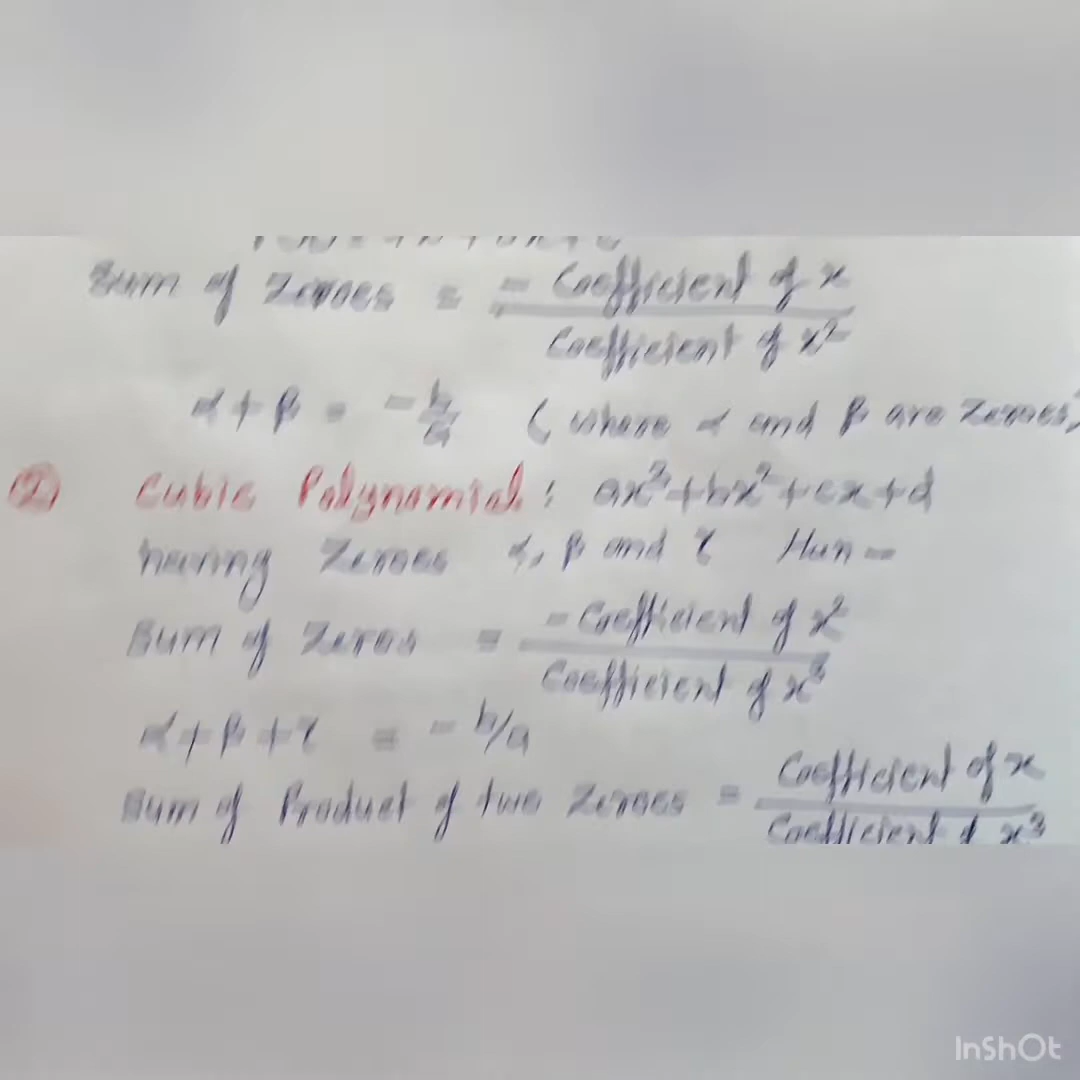 Sum of Zeroes = - Coefficient of x / Coefficient of x²
α + β = - b/a (where α and β are zeroes)
(2) Cubic Polynomial: ax³+bx²+cx+d
having Zeroes α, β and γ then -
Sum of Zeros = - Coefficient of x² / Coefficient of x³
α + β + γ = - b/a
Sum of Product of two Zeroes = Coefficient of x / Coefficient of x³
InShOt